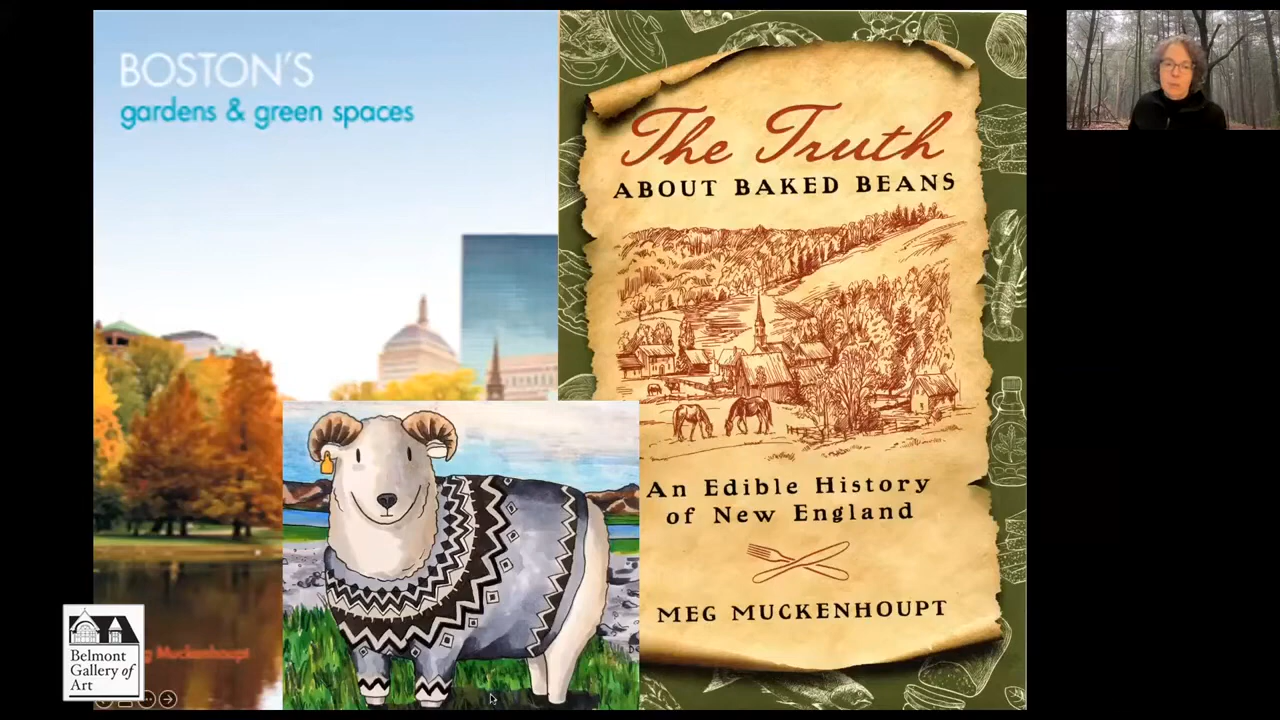 BOSTON'S
gardens & green spaces
The Truth
ABOUT BAKED BEANS
An Edible History
of New England
MEG MUCKENHOUPT
Muckenhoupt
Belmont
Gallery of
Art